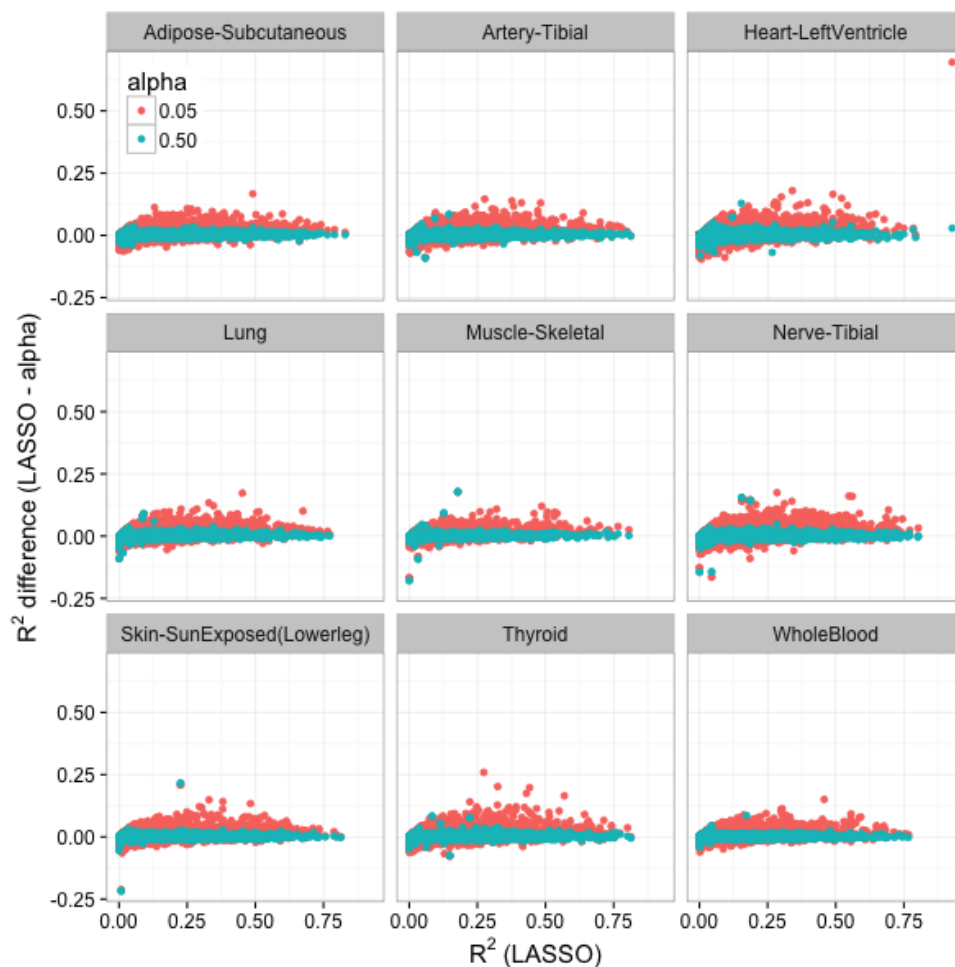 Adipose-Subcutaneous Artery-Tibial Heart-LeftVentricle
alpha
0.05
0.50
0.50
0.25
0.00
-0.25
Lung Muscle-Skeletal Nerve-Tibial
0.50
0.25
0.00
-0.25
R² difference (LASSO - alpha)
Skin-SunExposed(Lowerleg) Thyroid WholeBlood
0.50
0.25
0.00
-0.25
0.00 0.25 0.50 0.75 0.00 0.25 0.50 0.75 0.00 0.25 0.50 0.75
R² (LASSO)